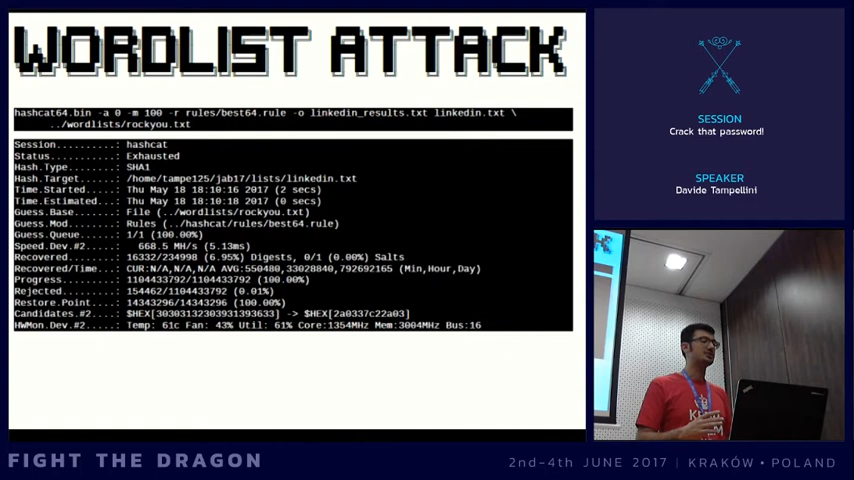 WORDLIST ATTACK
hashcat64.bin -a 0 -m 100 -r rules/best64.rule -o linkedin_results.txt linkedin.txt \
../wordlists/rockyou.txt
Session..........: hashcat
Status...........: Exhausted
Hash.Type........: SHA1
Hash.Target......: /home/tampe125/jab17/lists/linkedin.txt
Time.Started.....: Thu May 18 18:10:16 2017 (2 secs)
Time.Estimated...: Thu May 18 18:10:18 2017 (0 secs)
Guess.Base.......: File (../wordlists/rockyou.txt)
Guess.Mod........: Rules (../hashcat/rules/best64.rule)
Guess.Queue......: 1/1 (100.00%)
Speed.Dev.#2.....:   668.5 MH/s (5.13ms)
Recovered........: 16332/234998 (6.95%) Digests, 0/1 (0.00%) Salts
Recovered/Time...: CUR:N/A,N/A,N/A AVG:550480,33028840,792692165 (Min,Hour,Day)
Progress.........: 1104433792/1104433792 (100.00%)
Rejected.........: 154462/1104433792 (0.01%)
Restore.Point....: 14343296/14343296 (100.00%)
Candidates.#2....: $HEX[30303132303931393633] -> $HEX[2a0337c22a03]
HWMon.Dev.#2.....: Temp: 61c Fan: 43% Util: 61% Core:1354MHz Mem:3004MHz Bus:16
SESSION
Crack that password!
SPEAKER
Davide Tampellini
FIGHT THE DRAGON
2nd-4th JUNE 2017 | KRAKÓW • POLAND